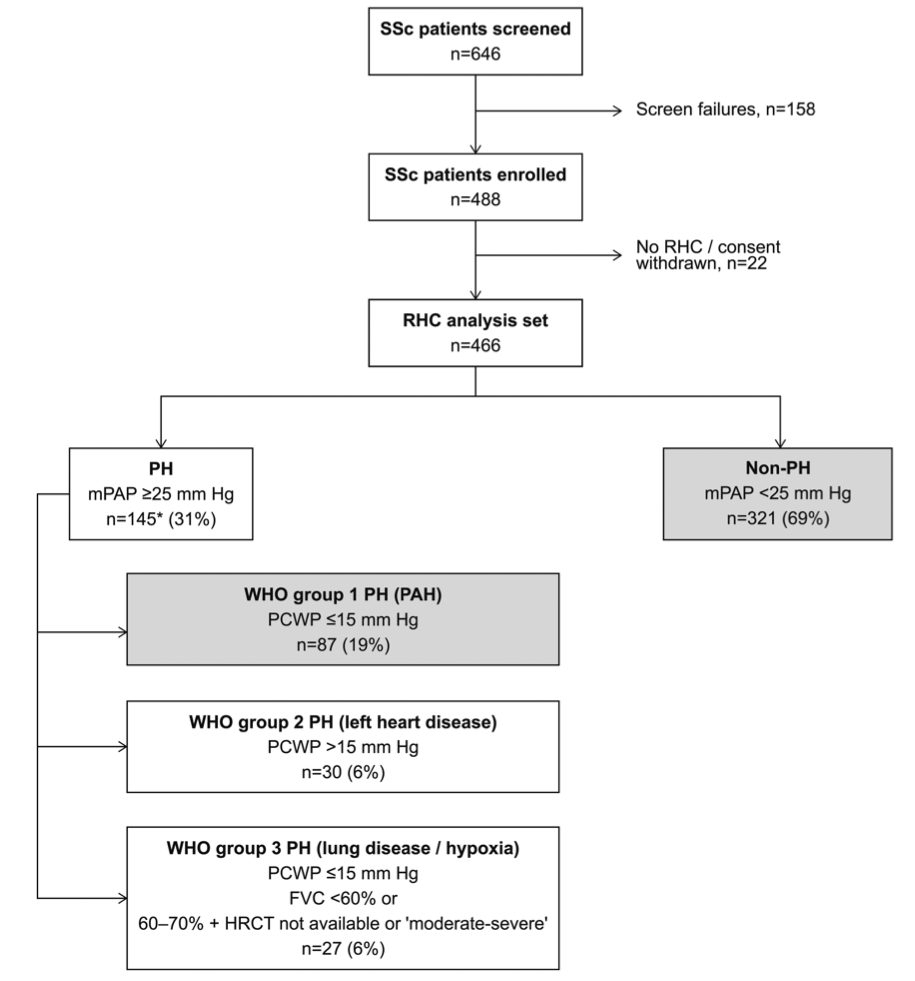 SSc patients screened
n=646
Screen failures, n=158
SSc patients enrolled
n=488
No RHC / consent
withdrawn, n=22
RHC analysis set
n=466
PH
mPAP ≥25 mm Hg
n=145* (31%)
Non-PH
mPAP <25 mm Hg
n=321 (69%)
WHO group 1 PH (PAH)
PCWP ≤15 mm Hg
n=87 (19%)
WHO group 2 PH (left heart disease)
PCWP >15 mm Hg
n=30 (6%)
WHO group 3 PH (lung disease / hypoxia)
PCWP ≤15 mm Hg
FVC <60% or
60–70% + HRCT not available or 'moderate-severe'
n=27 (6%)